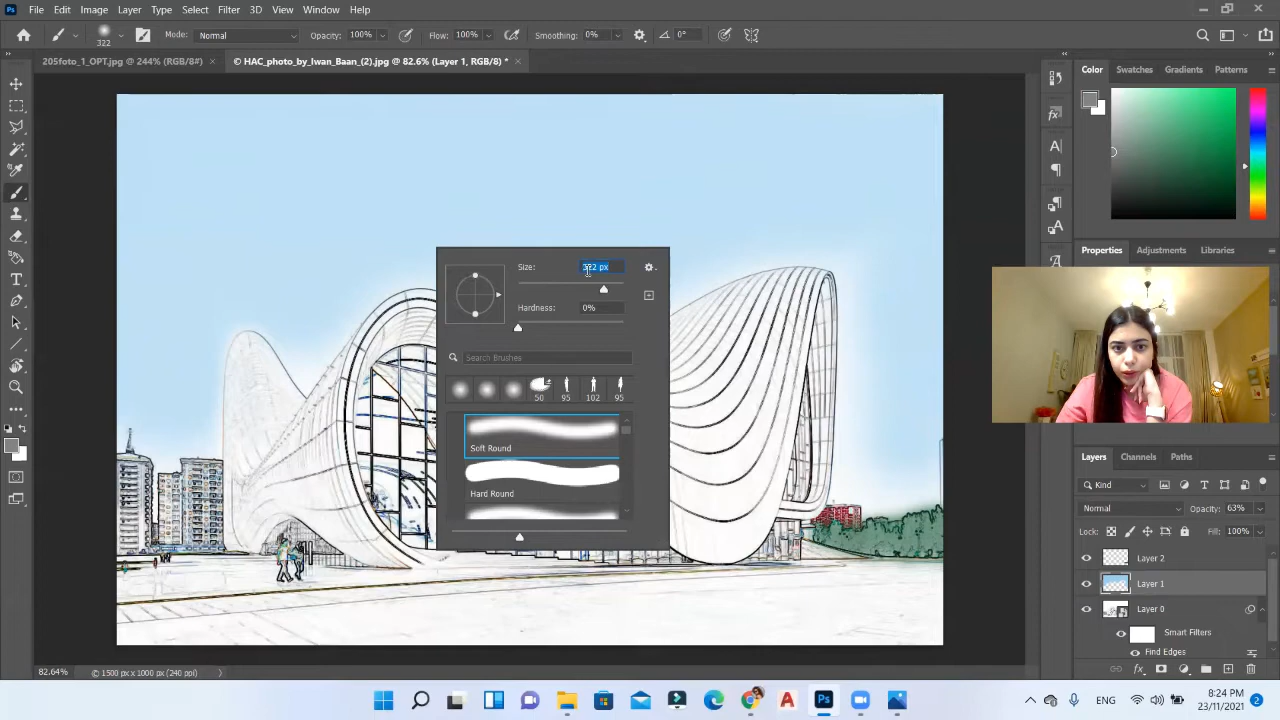 Ps File Edit Image Layer Type Select Filter 3D View Window Help
322 Mode: Normal Opacity: 100% Flow: 100% Smoothing: 0% 0°
205foto_1_OPT.jpg @ 244% (RGB/8#) × © HAC_photo_by_Iwan_Baan_(2).jpg @ 82.6% (Layer 1, RGB/8) * ×
Color Swatches Gradients Patterns
Properties Adjustments Libraries
Size: px
Hardness: 0%
Search Brushes
50 95 102 95
Soft Round
Hard Round
Layers Channels Paths
Kind
Normal Opacity: 63%
Lock: Fill: 100%
Layer 2
Layer 1
Layer 0
Smart Filters
Find Edges
82.64% © 1500 px x 1000 px (240 ppi)
ENG 8:24 PM
23/11/2021 2